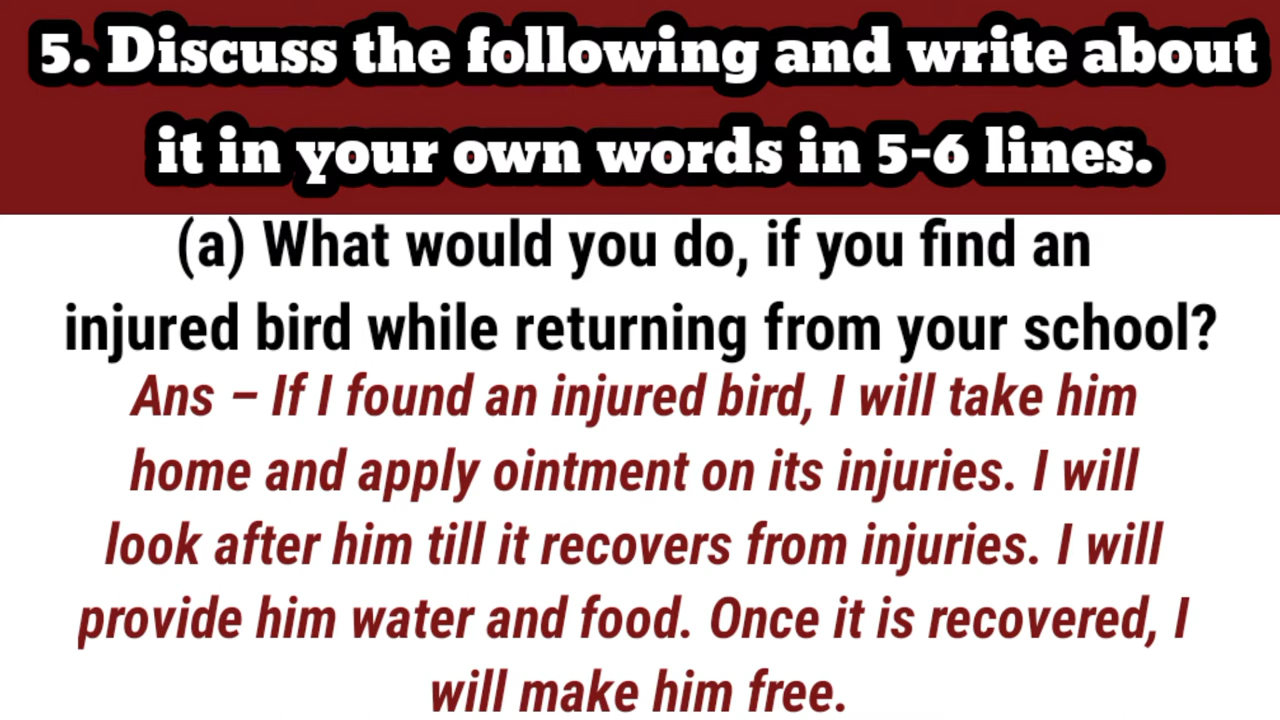 5. Discuss the following and write about
it in your own words in 5-6 lines.
(a) What would you do, if you find an
injured bird while returning from your school?
Ans – If I found an injured bird, I will take him
home and apply ointment on its injuries. I will
look after him till it recovers from injuries. I will
provide him water and food. Once it is recovered, I
will make him free.